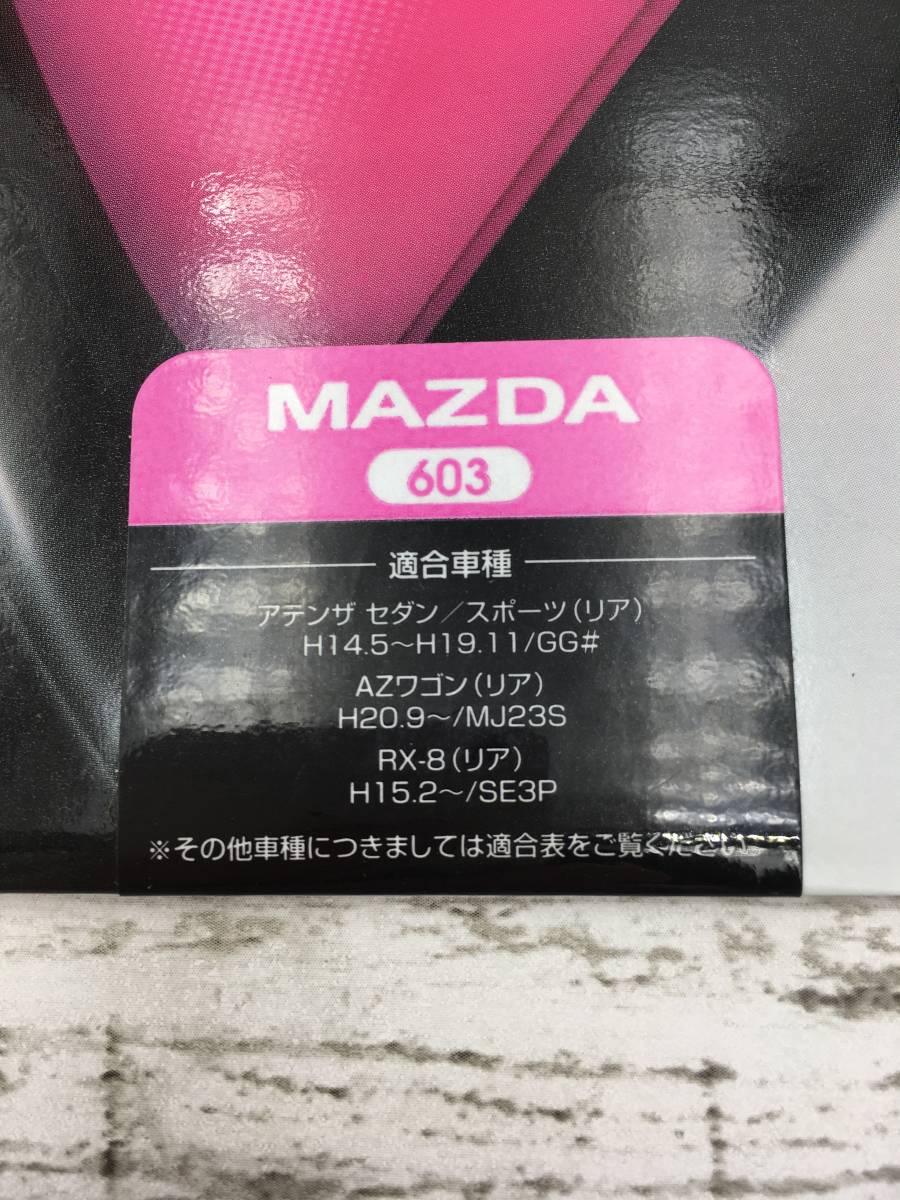 MAZDA
603
適合車種
アテンザ セダン／スポーツ（リア）
H14.5〜H19.11/GG#
AZワゴン（リア）
H20.9〜/MJ23S
RX-8（リア）
H15.2〜/SE3P
※その他車種につきましては適合表をご覧ください。